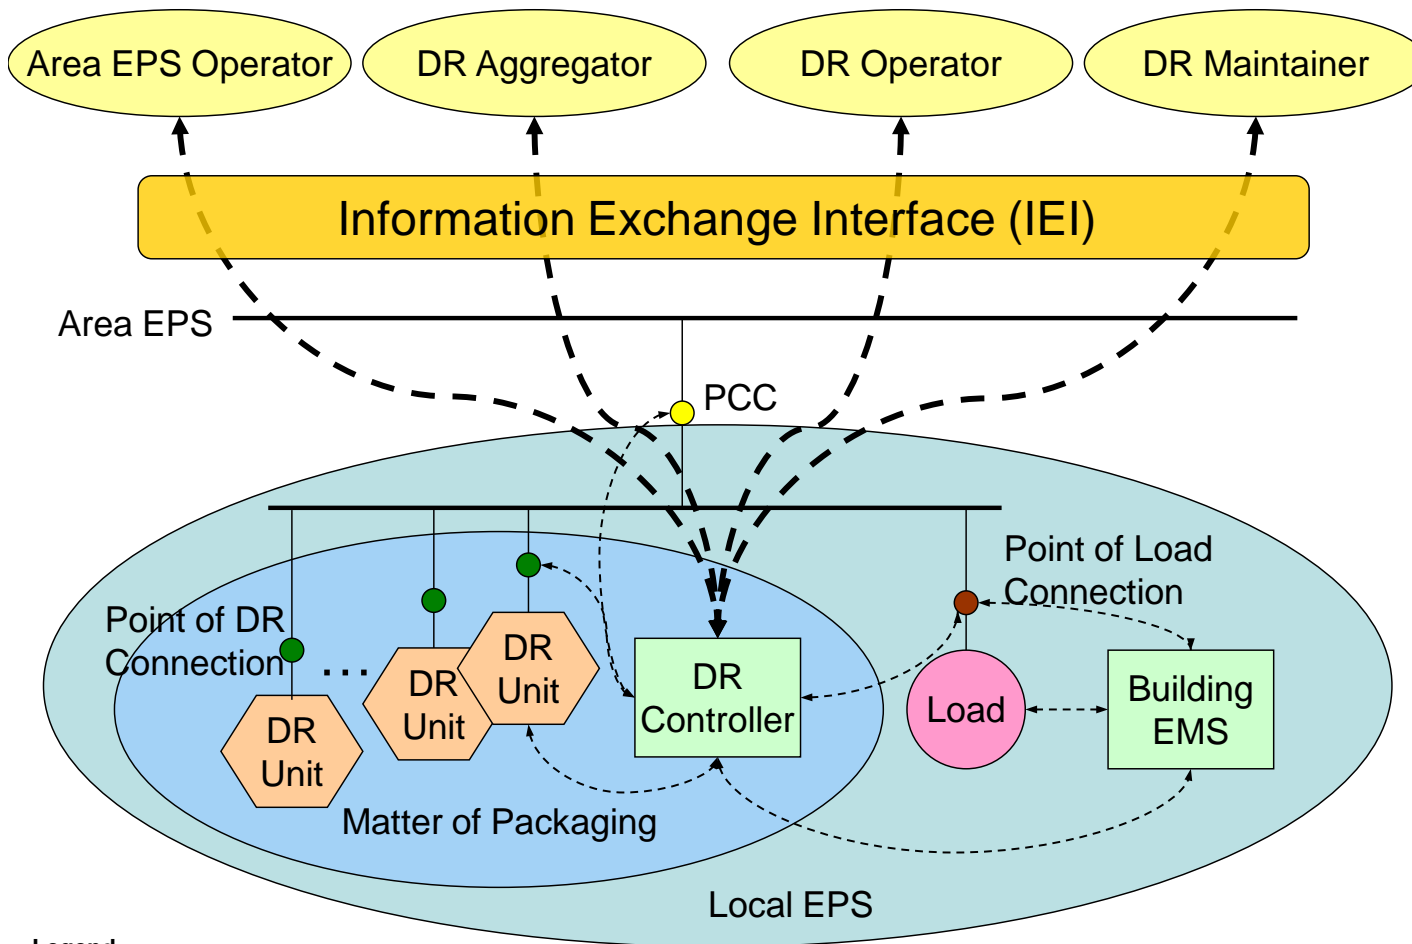 Area EPS Operator
DR Aggregator
DR Operator
DR Maintainer
Information Exchange Interface (IEI)
Area EPS
PCC
Point of Load
Connection
Point of DR
Connection
...
DR
Unit
DR
Unit
DR
Unit
DR
Controller
Load
Building
EMS
Matter of Packaging
Local EPS